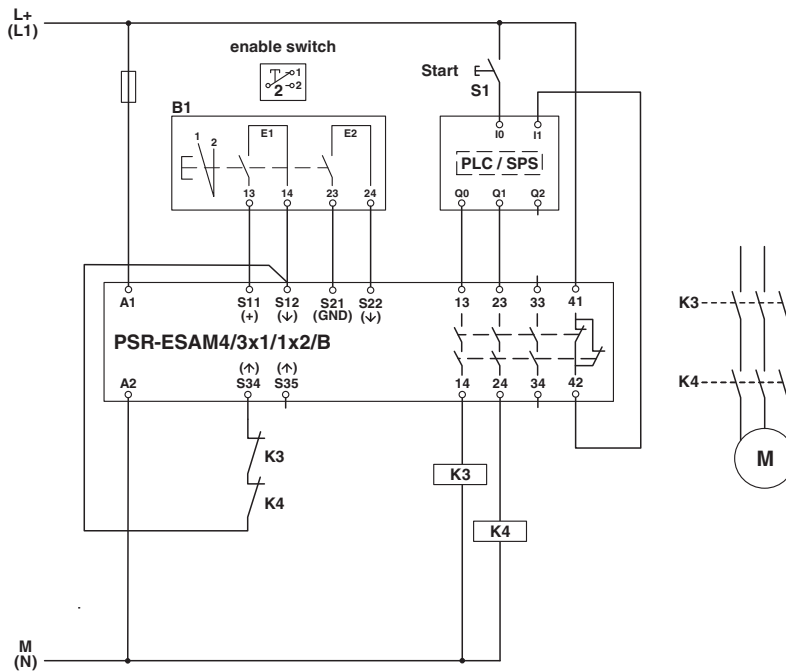 L+
(L1)
enable switch
1
2
2
Start
S1
B1
1
2
E1
E2
13
14
23
24
I0
I1
PLC / SPS
Q0
Q1
Q2
A1
S11
(+)
S12
(↓)
S21
(GND)
S22
(↓)
13
23
33
41
PSR-ESAM4/3x1/1x2/B
A2
(↑)
S34
(↑)
S35
14
24
34
42
K3
K4
K3
K4
K3
K4
M
M
(N)